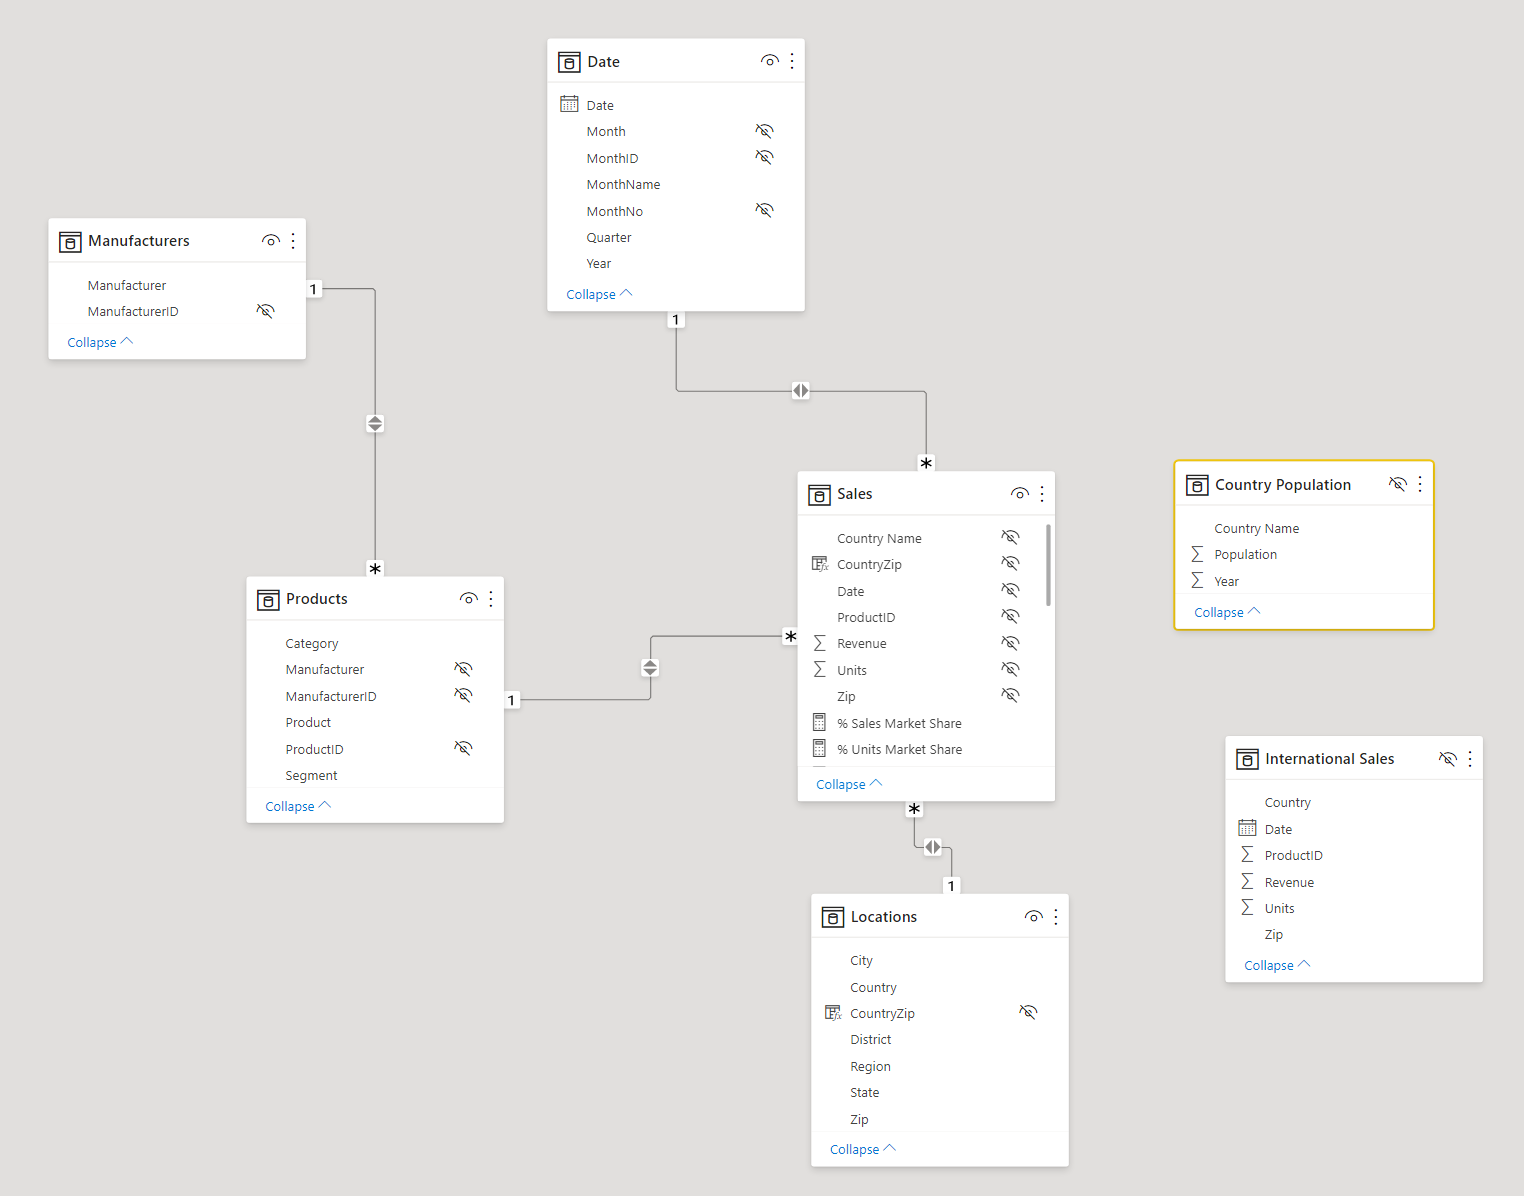 Date
Date
Month
MonthID
MonthName
MonthNo
Quarter
Year
Collapse
1
*
Manufacturers
Manufacturer
ManufacturerID
Collapse
1
*
Products
Category
Manufacturer
ManufacturerID
Product
ProductID
Segment
Collapse
1
*
Sales
Country Name
CountryZip
Date
ProductID
Revenue
Units
Zip
% Sales Market Share
% Units Market Share
Collapse
*
1
Locations
City
Country
CountryZip
District
Region
State
Zip
Collapse
Country Population
Country Name
Population
Year
Collapse
International Sales
Country
Date
ProductID
Revenue
Units
Zip
Collapse